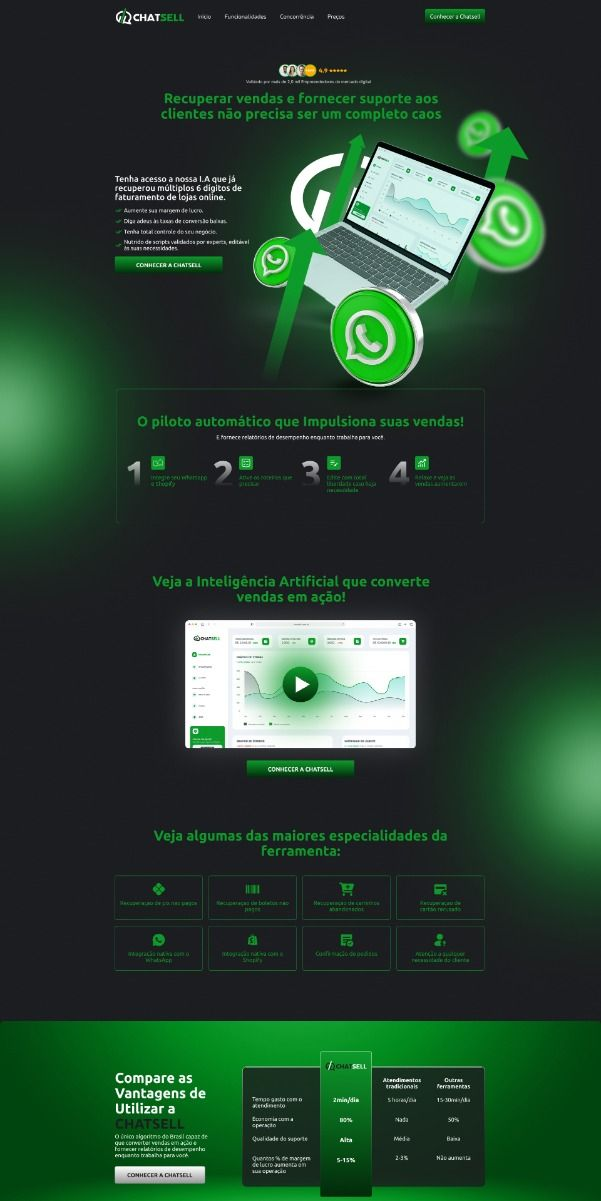 CHATSELL
Início
Funcionalidades
Concorrência
Preços
Conhecer a Chatsell
4,9 ★★★★★
Validado por mais de 2,0 mil Empreendedores do mercado digital
Recuperar vendas e fornecer suporte aos
clientes não precisa ser um completo caos
Tenha acesso a nossa I.A que já
recuperou múltiplos 6 dígitos de
faturamento de lojas online.
Aumente sua margem de lucro.
Diga adeus às taxas de conversão baixas.
Tenha total controle do seu negócio.
Nutrido de scripts validados por experts, editável
às suas necessidades.
CONHECER A CHATSELL
O piloto automático que Impulsiona suas vendas!
E fornece relatórios de desempenho enquanto trabalha para você.
1
Integre seu Whatsapp
e Shopify
2
Ative os roteiros que
precisar
3
Edite com total
liberdade caso haja
necessidade
4
Relaxe e veja as
vendas aumentarem
Veja a Inteligência Artificial que converte
vendas em ação!
CHATSELL
CONHECER A CHATSELL
Veja algumas das maiores especialidades da
ferramenta:
Recuperação de pix não pagos
Recuperação de boletos não
pagos
Recuperação de carrinhos
abandonados
Recuperação de
cartão recusado
Integração nativa com o
WhatsApp
Integração nativa com o
Shopify
Confirmação de pedidos
Atenção a qualquer
necessidade do cliente
Compare as
Vantagens de
Utilizar a
CHATSELL
O único algoritmo do Brasil capaz de
que converter vendas em ação e
fornecer relatórios de desempenho
enquanto trabalha para você.
CONHECER A CHATSELL
CHATSELL
Atendimentos
tradicionais
Outras
ferramentas
Tempo gasto com o
atendimento
2min/dia
5 horas/dia
15-30min/dia
Economia com a
operação
80%
Nada
50%
Qualidade do suporte
Alta
Média
Baixa
Quantos % de margem
de lucro aumenta em
sua operação
5-15%
2-3%
Não aumenta